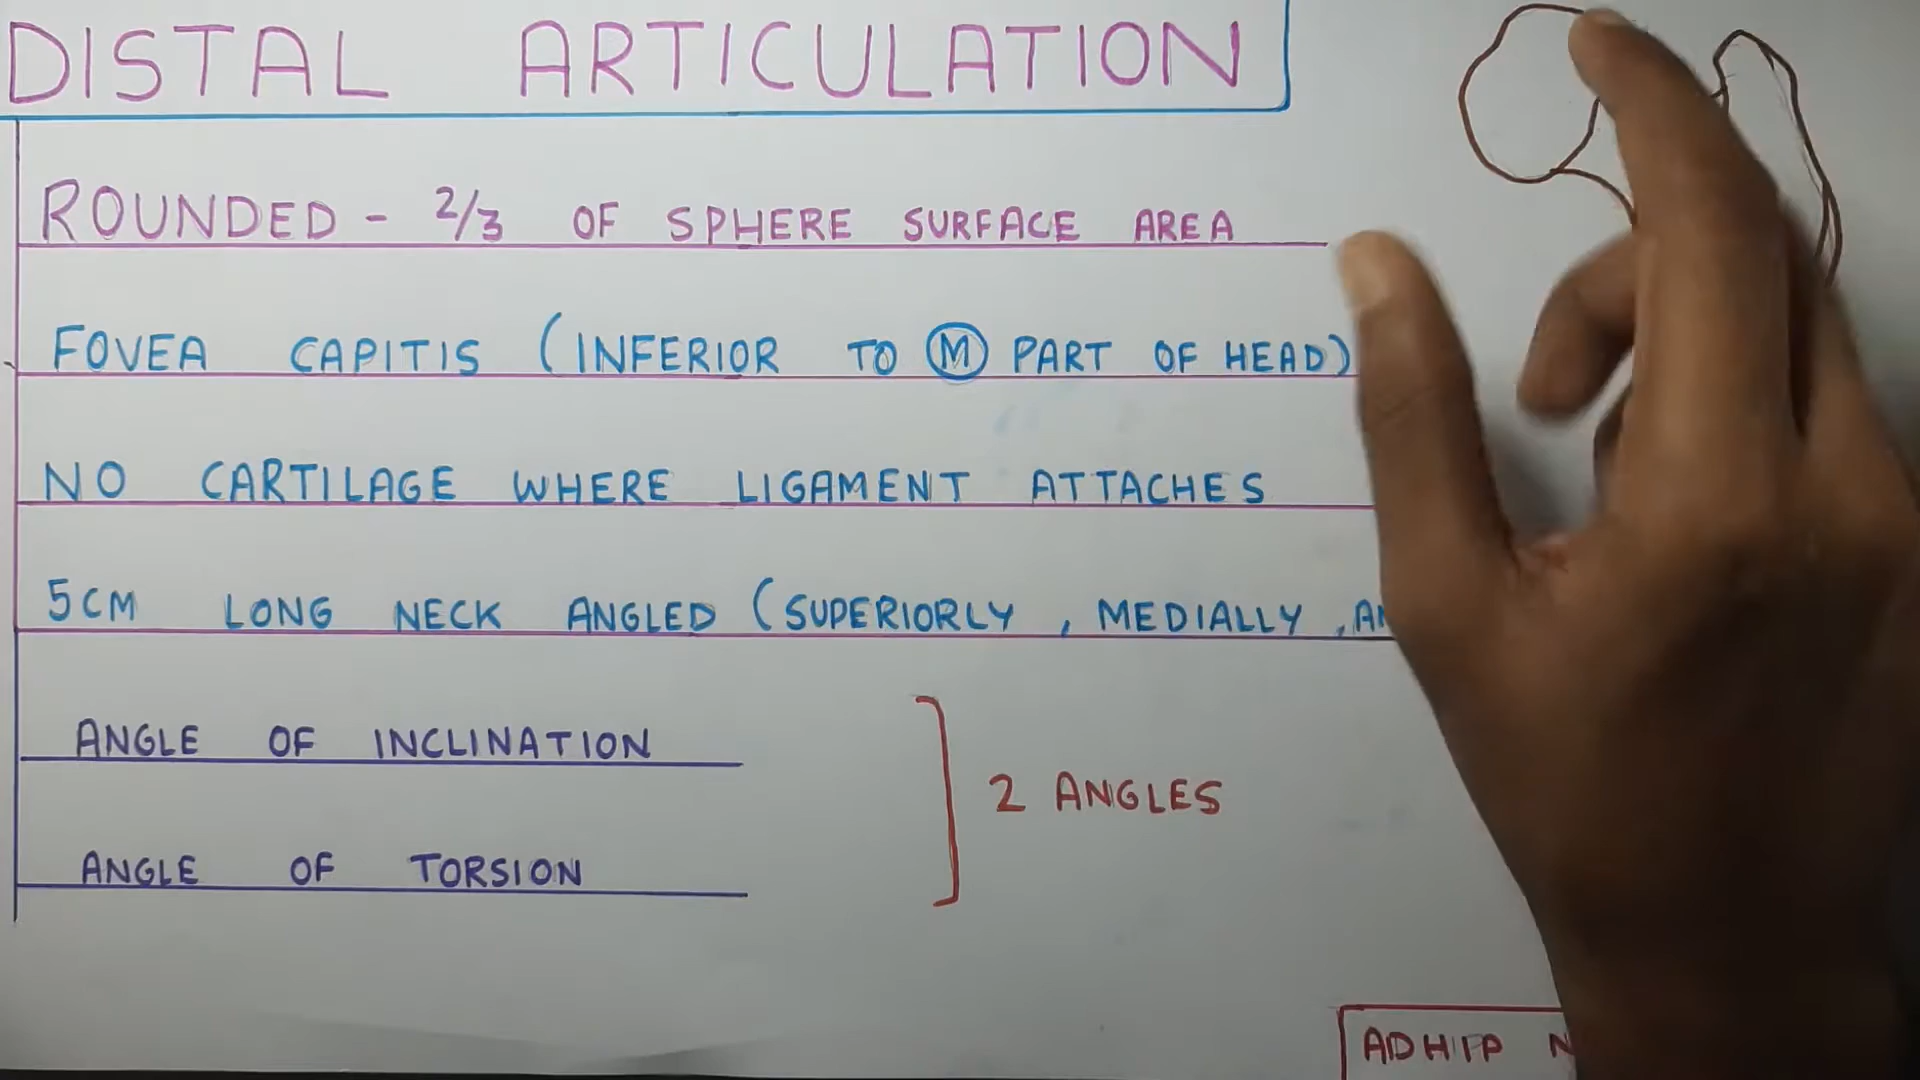 DISTAL ARTICULATION
ROUNDED - 2/3 OF SPHERE SURFACE AREA
FOVEA CAPITIS (INFERIOR TO M PART OF HEAD)
NO CARTILAGE WHERE LIGAMENT ATTACHES
5CM LONG NECK ANGLED (SUPERIORLY , MEDIALLY ,
ANGLE OF INCLINATION
2 ANGLES
ANGLE OF TORSION
ADHIP